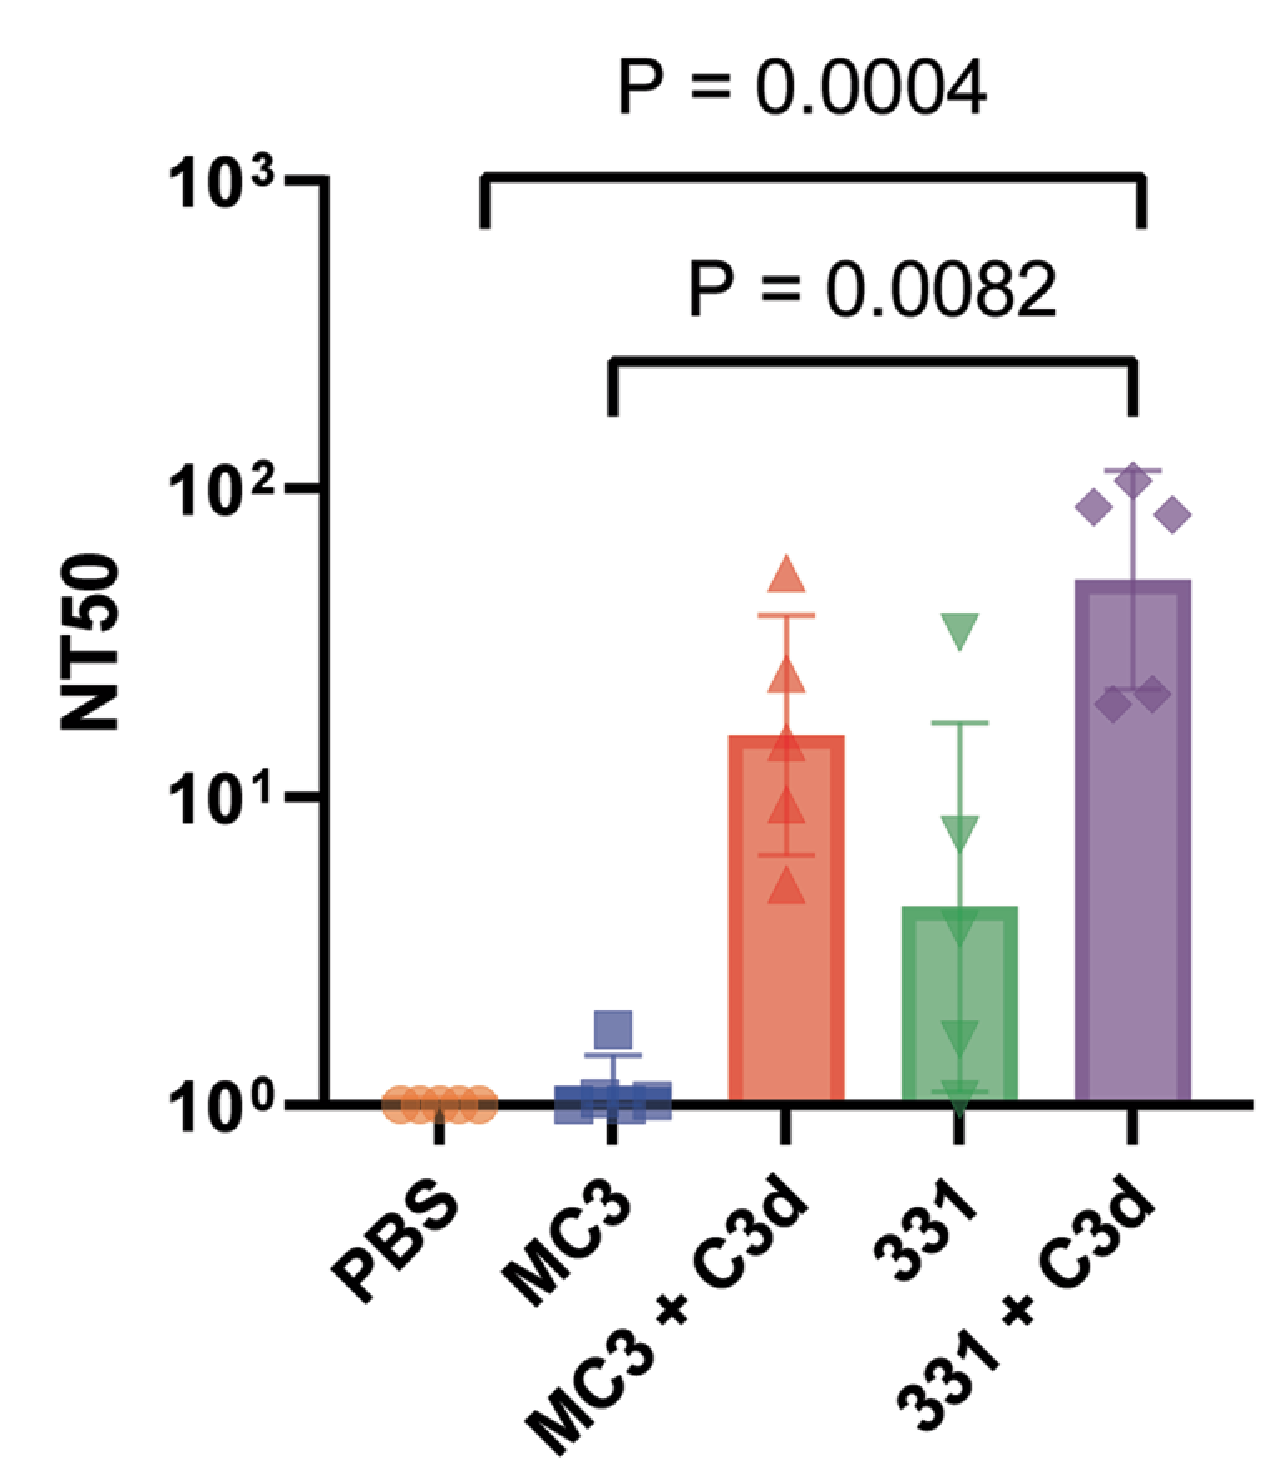 P = 0.0004
10³
P = 0.0082
10²
NT50
10¹
10⁰
PBS
MC3
MC3 + C3d
331
331 + C3d